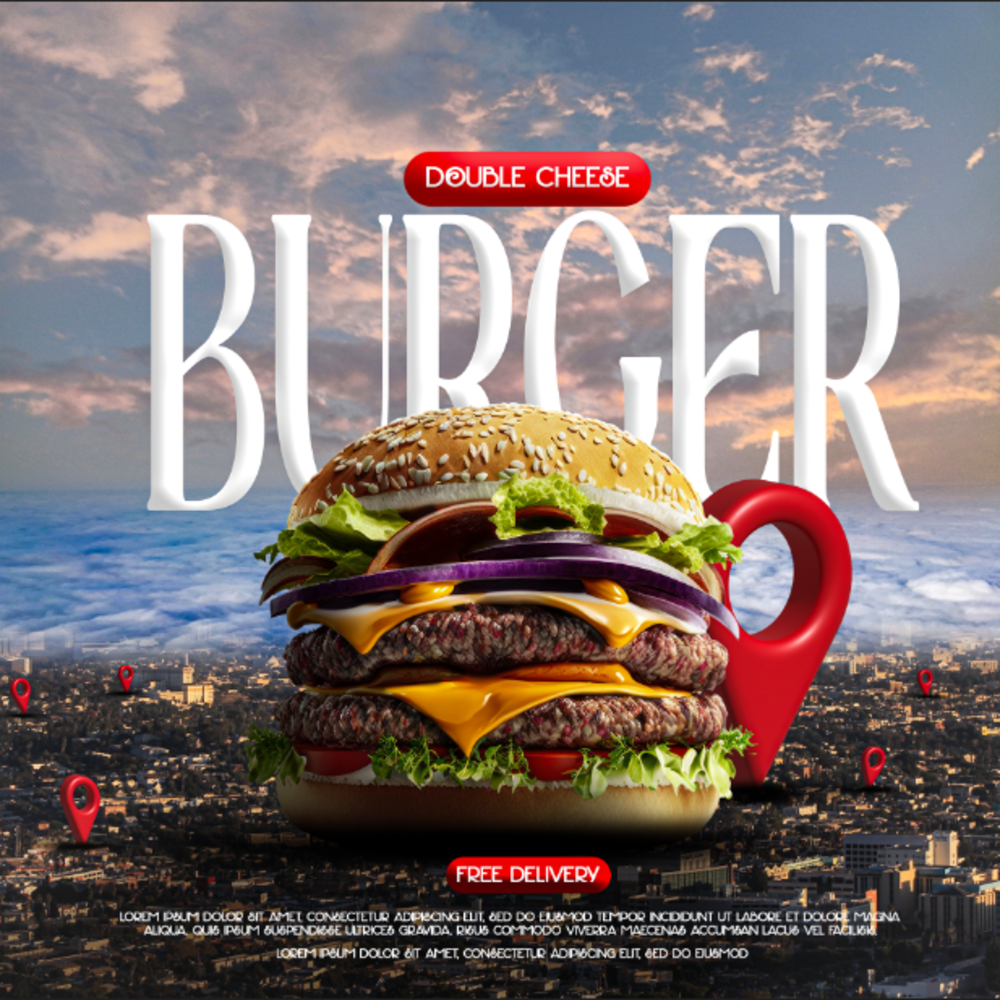 DOUBLE CHEESE
BURGER
FREE DELIVERY
LOREM IPSUM DOLOR SIT AMET, CONSECTETUR ADIPISCING ELIT, SED DO EIUSMOD TEMPOR INCIDIDUNT UT LABORE ET DOLORE MAGNA
ALIQUA. QUIS IPSUM SUSPENDISSE ULTRICES GRAVIDA. RISUS COMMODO VIVERRA MAECENAS ACCUMSAN LACUS VEL FACILISIS.
LOREM IPSUM DOLOR SIT AMET, CONSECTETUR ADIPISCING ELIT, SED DO EIUSMOD